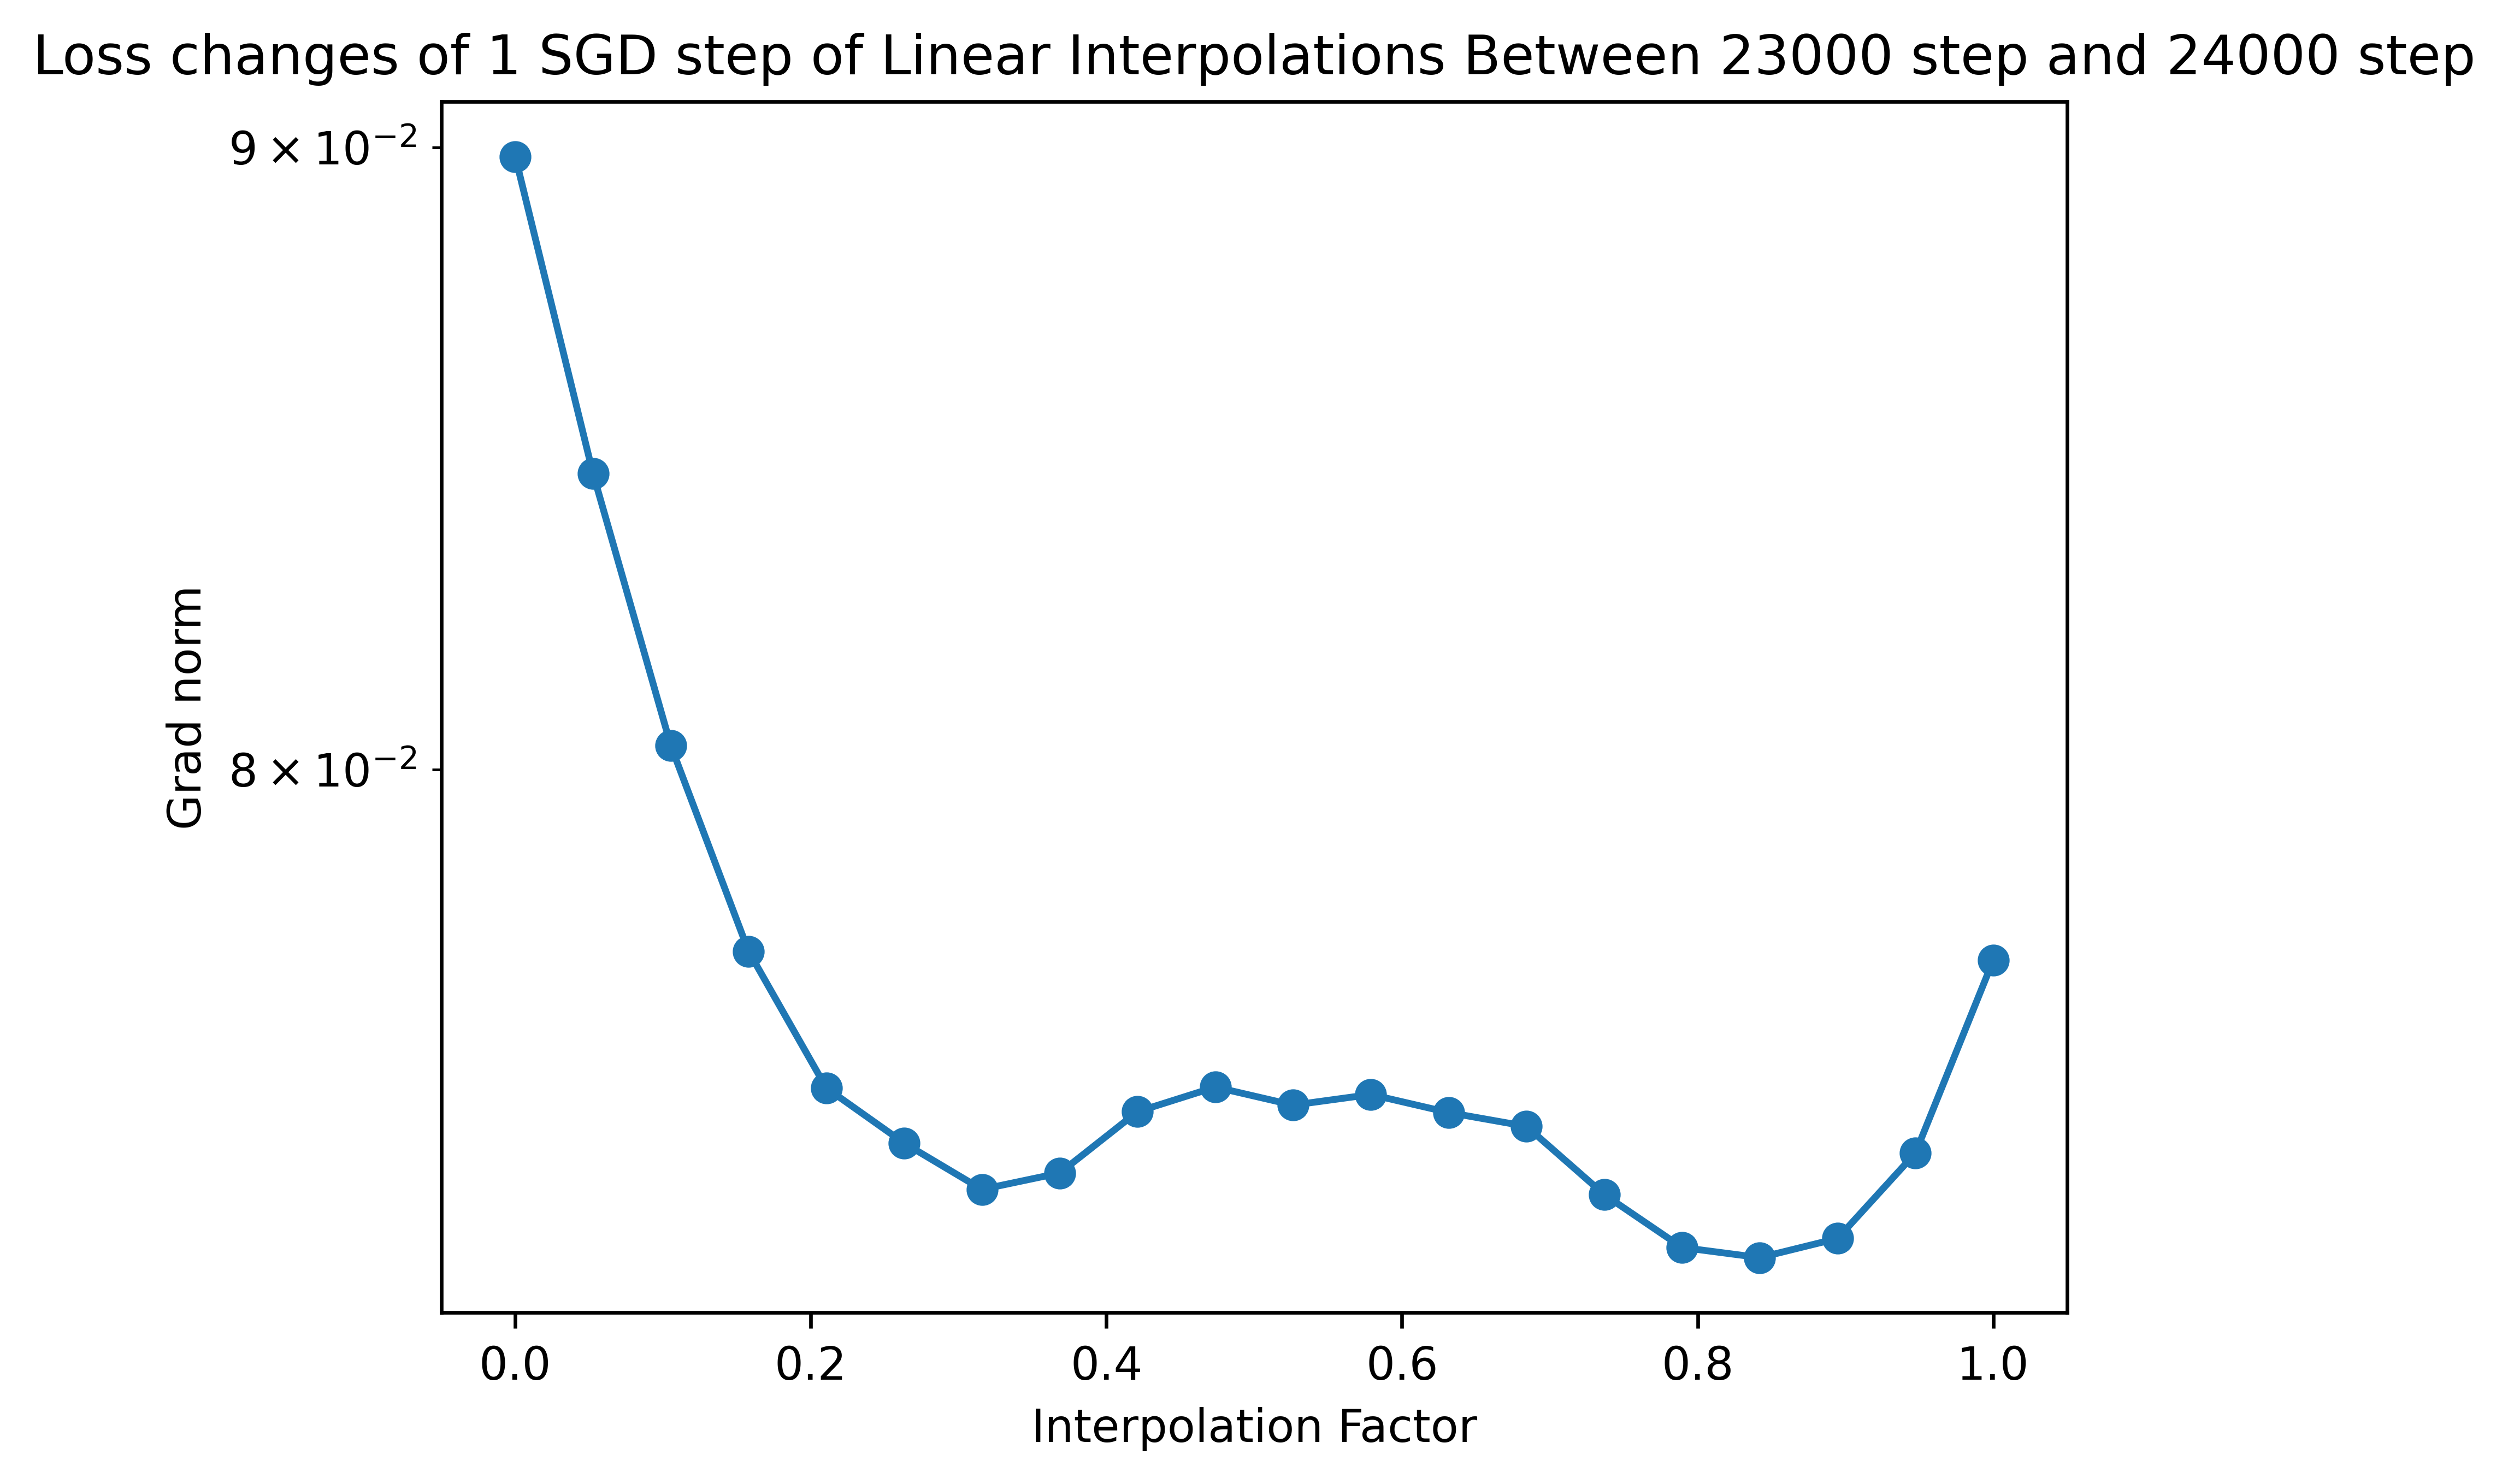 Loss changes of 1 SGD step of Linear Interpolations Between 23000 step and 24000 step
9 × 10⁻²
8 × 10⁻²
Grad norm
0.0 0.2 0.4 0.6 0.8 1.0
Interpolation Factor